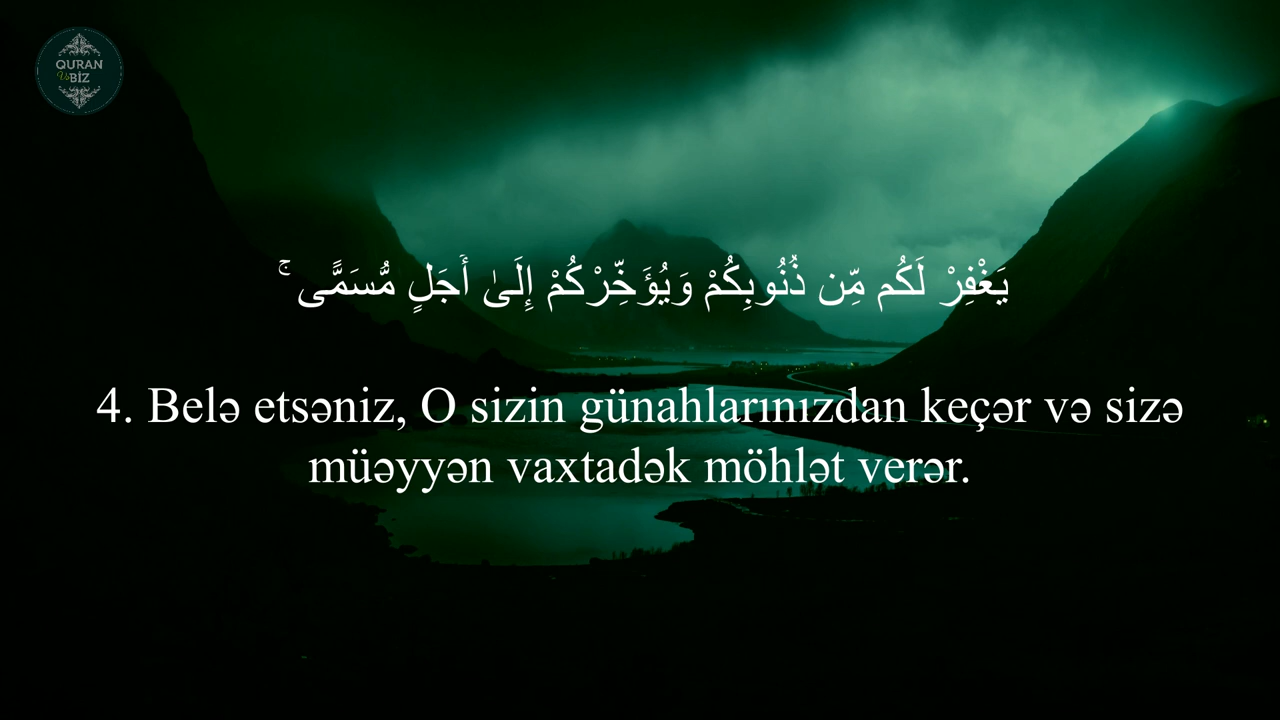 QURAN
Və BİZ
يَغْفِرْ لَكُم مِّن ذُنُوبِكُمْ وَيُؤَخِّرْكُمْ إِلَىٰ أَجَلٍ مُّسَمًّى ۚ
4. Belə etsəniz, O sizin günahlarınızdan keçər və sizə
müəyyən vaxtadək möhlət verər.